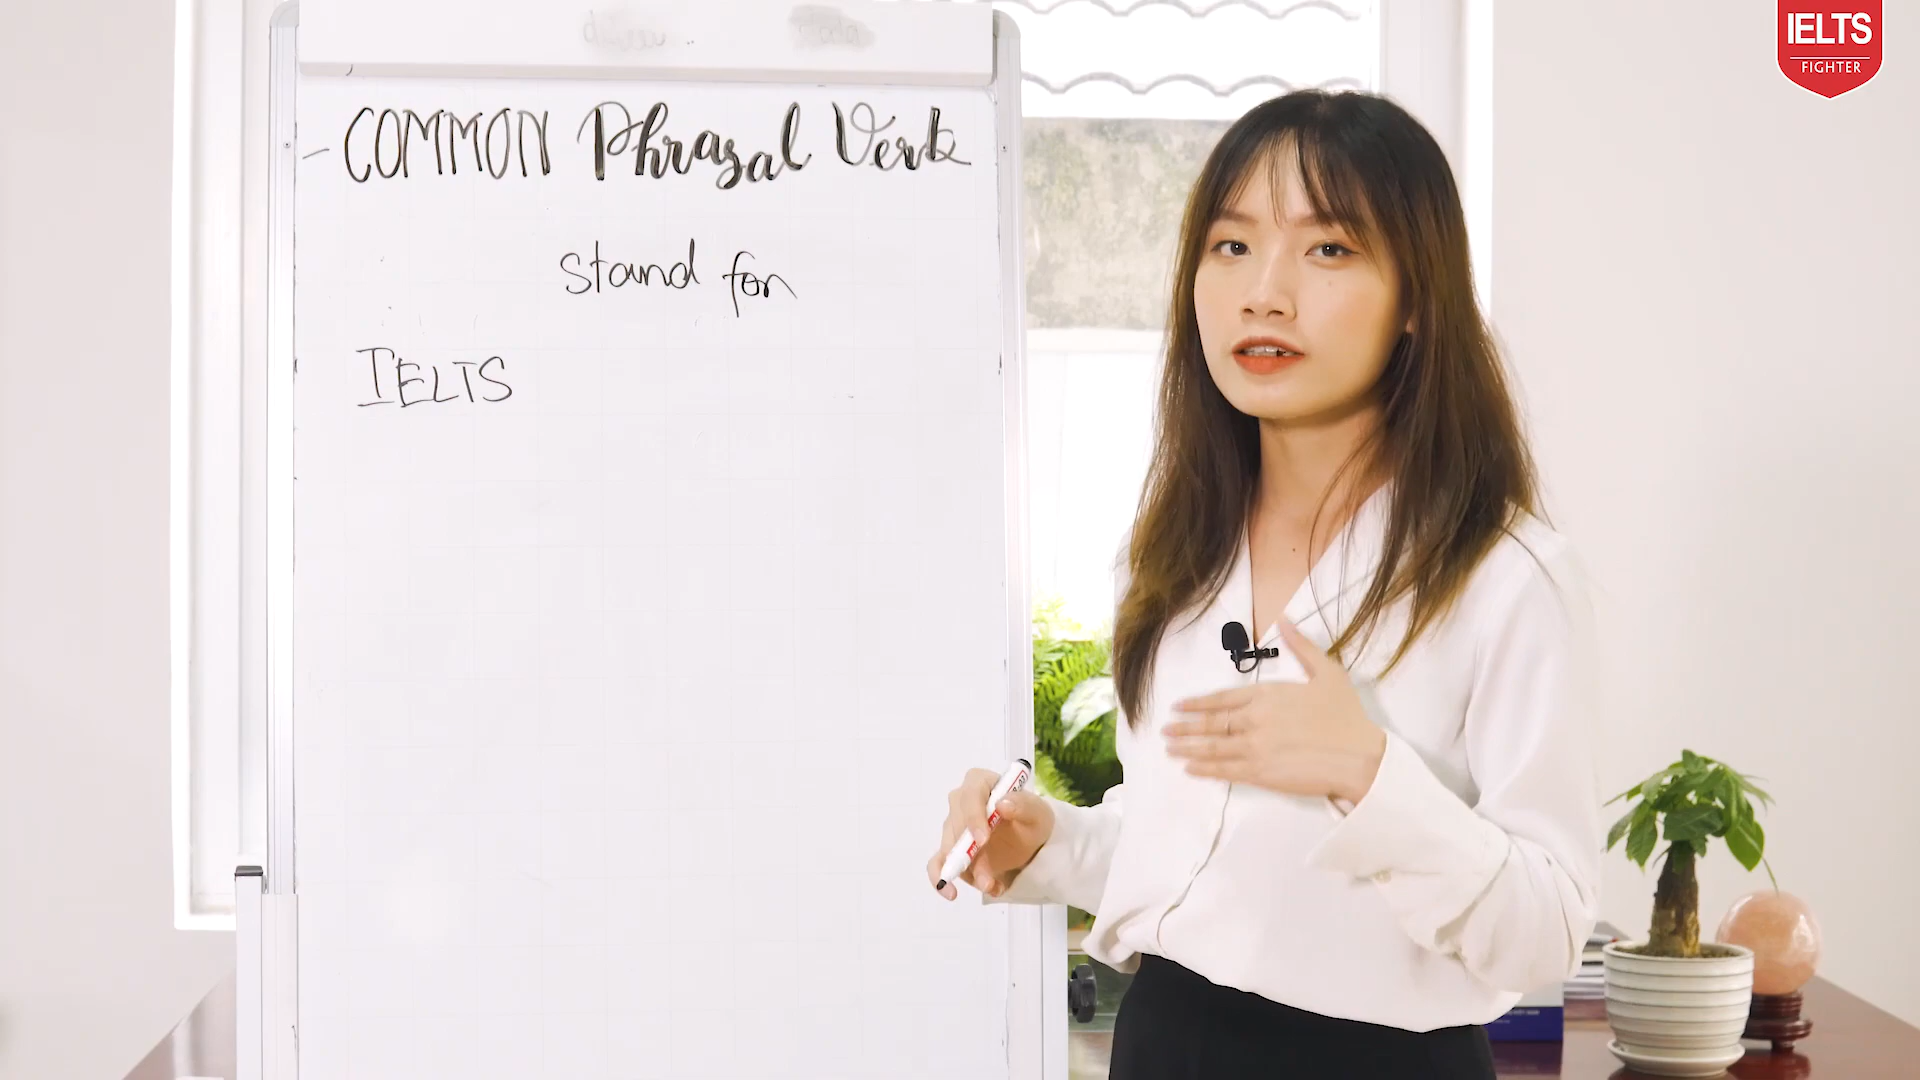 IELTS
FIGHTER
- COMMON Phrasal Verb
stand for
IELTS